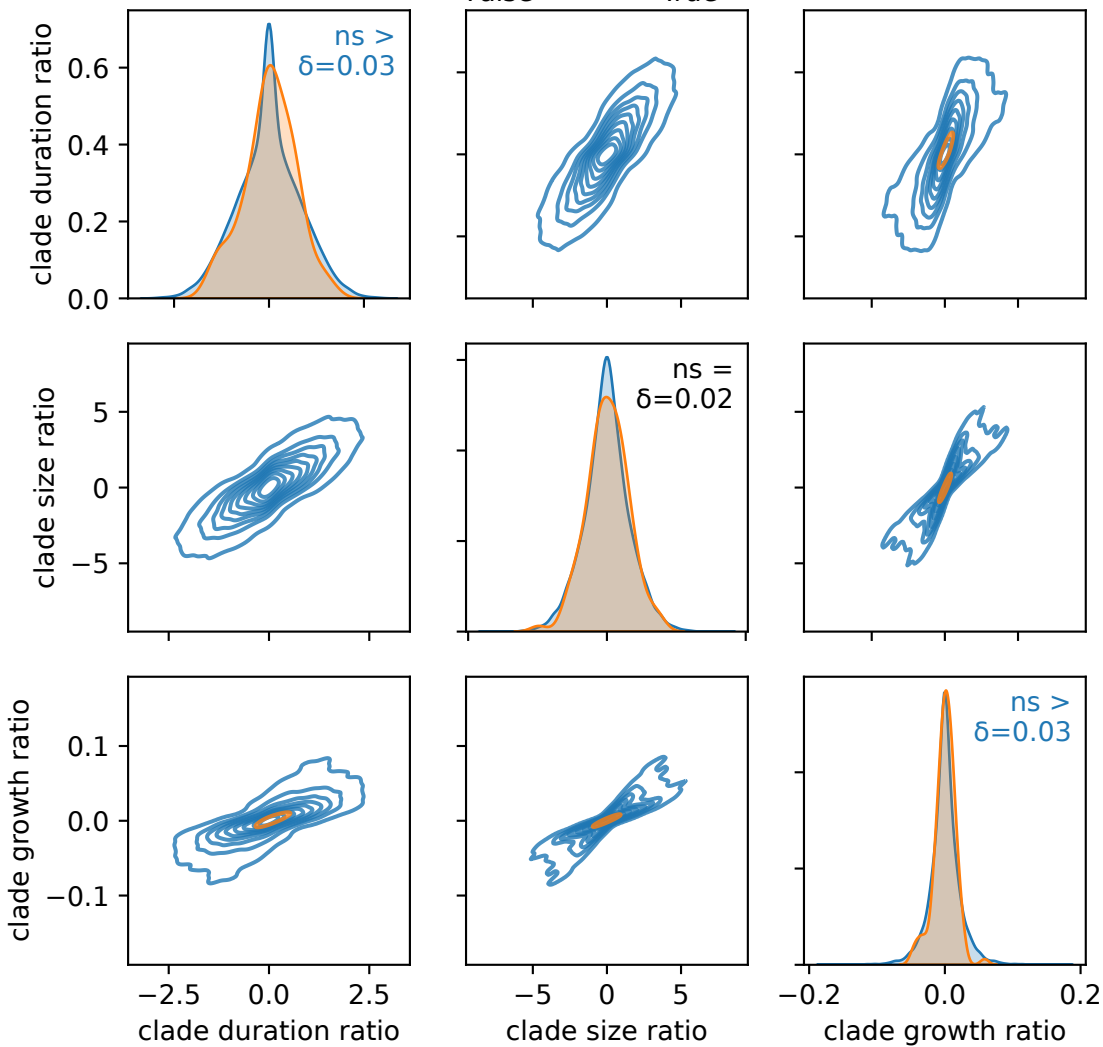 clade duration ratio
0.6
0.4
0.2
0.0
ns >
δ=0.03
−5
0
5
clade size ratio
5
0
−5
ns =
δ=0.02
clade growth ratio
0.1
0.0
−0.1
ns >
δ=0.03
−2.5
0.0
2.5
−5
0
5
−0.2
0.0
0.2
clade duration ratio
clade size ratio
clade growth ratio